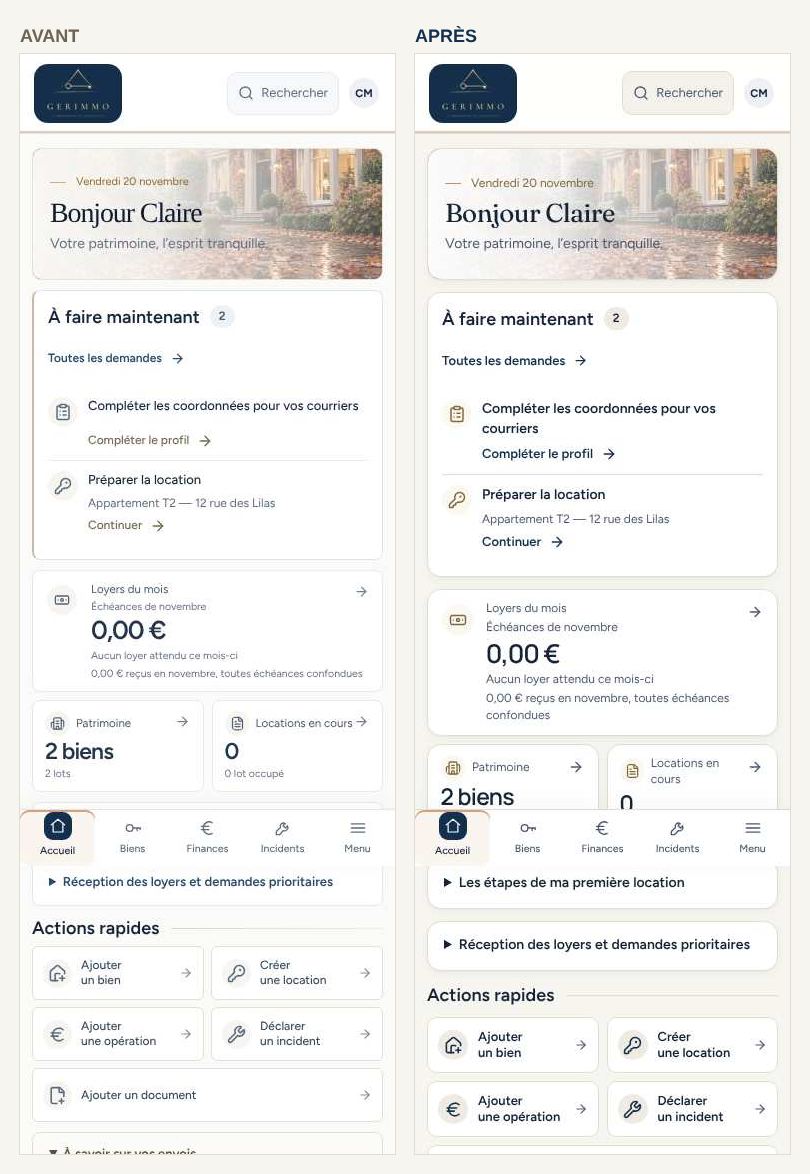 AVANT
GERIMMO
Rechercher
CM
Vendredi 20 novembre
Bonjour Claire
Votre patrimoine, l'esprit tranquille.
À faire maintenant 2
Toutes les demandes →
Compléter les coordonnées pour vos courriers
Compléter le profil →
Préparer la location
Appartement T2 — 12 rue des Lilas
Continuer →
Loyers du mois →
Échéances de novembre
0,00 €
Aucun loyer attendu ce mois-ci
0,00 € reçus en novembre, toutes échéances confondues
Patrimoine →
2 biens
2 lots
Locations en cours →
0
0 lot occupé
Accueil
Biens
Finances
Incidents
Menu
▶ Réception des loyers et demandes prioritaires
Actions rapides
Ajouter
un bien
→
Créer
une location
→
Ajouter
une opération
→
Déclarer
un incident
→
Ajouter un document →
▼ À savoir sur vos envois
APRÈS
GERIMMO
Rechercher
CM
Vendredi 20 novembre
Bonjour Claire
Votre patrimoine, l'esprit tranquille.
À faire maintenant 2
Toutes les demandes →
Compléter les coordonnées pour vos
courriers
Compléter le profil →
Préparer la location
Appartement T2 — 12 rue des Lilas
Continuer →
Loyers du mois →
Échéances de novembre
0,00 €
Aucun loyer attendu ce mois-ci
0,00 € reçus en novembre, toutes échéances
confondues
Patrimoine →
2 biens
Locations en
cours
→
0
Accueil
Biens
Finances
Incidents
Menu
▶ Les étapes de ma première location
▶ Réception des loyers et demandes prioritaires
Actions rapides
Ajouter
un bien
→
Créer
une location
→
Ajouter
une opération
→
Déclarer
un incident
→